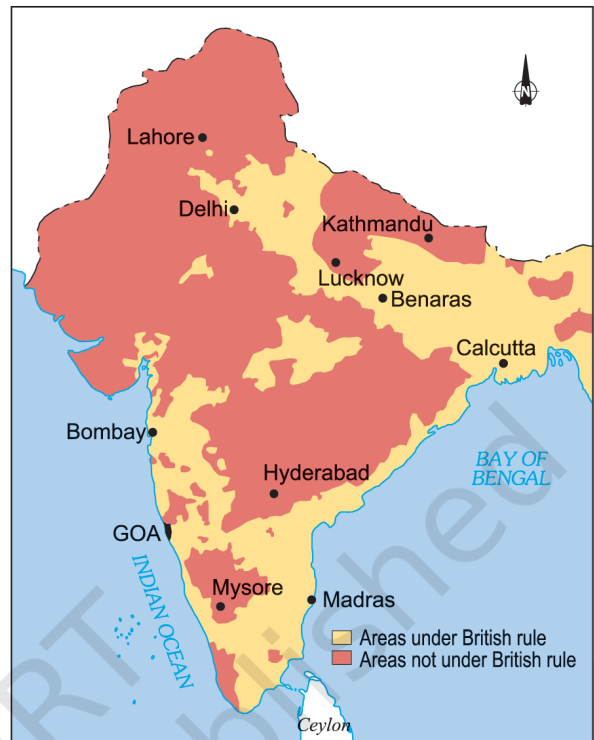 N
Lahore
Delhi
Kathmandu
Lucknow
Benaras
Calcutta
Bombay
BAY OF
BENGAL
Hyderabad
GOA
INDIAN OCEAN
Mysore
Madras
Areas under British rule
Areas not under British rule
Ceylon